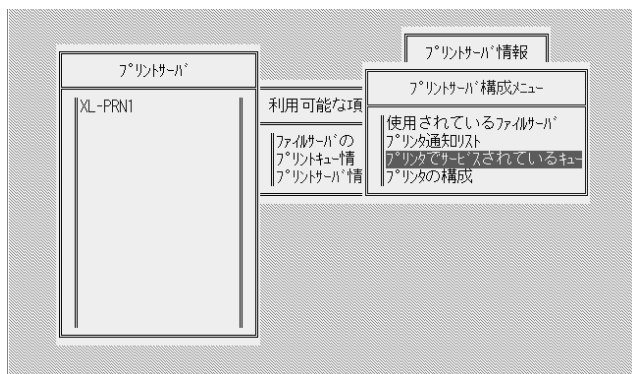 ﾌﾟﾘﾝﾄｻｰﾊﾞ
XL-PRN1
利用可能な項
ﾌｧｲﾙｻｰﾊﾞの
ﾌﾟﾘﾝﾄｷｭｰ情
ﾌﾟﾘﾝﾄｻｰﾊﾞ情
ﾌﾟﾘﾝﾄｻｰﾊﾞ情報
ﾌﾟﾘﾝﾄｻｰﾊﾞ構成ﾒﾆｭｰ
使用されているﾌｧｲﾙｻｰﾊﾞ
ﾌﾟﾘﾝﾀ通知ﾘｽﾄ
ﾌﾟﾘﾝﾀでｻｰﾋﾞｽされているｷｭｰ
ﾌﾟﾘﾝﾀの構成